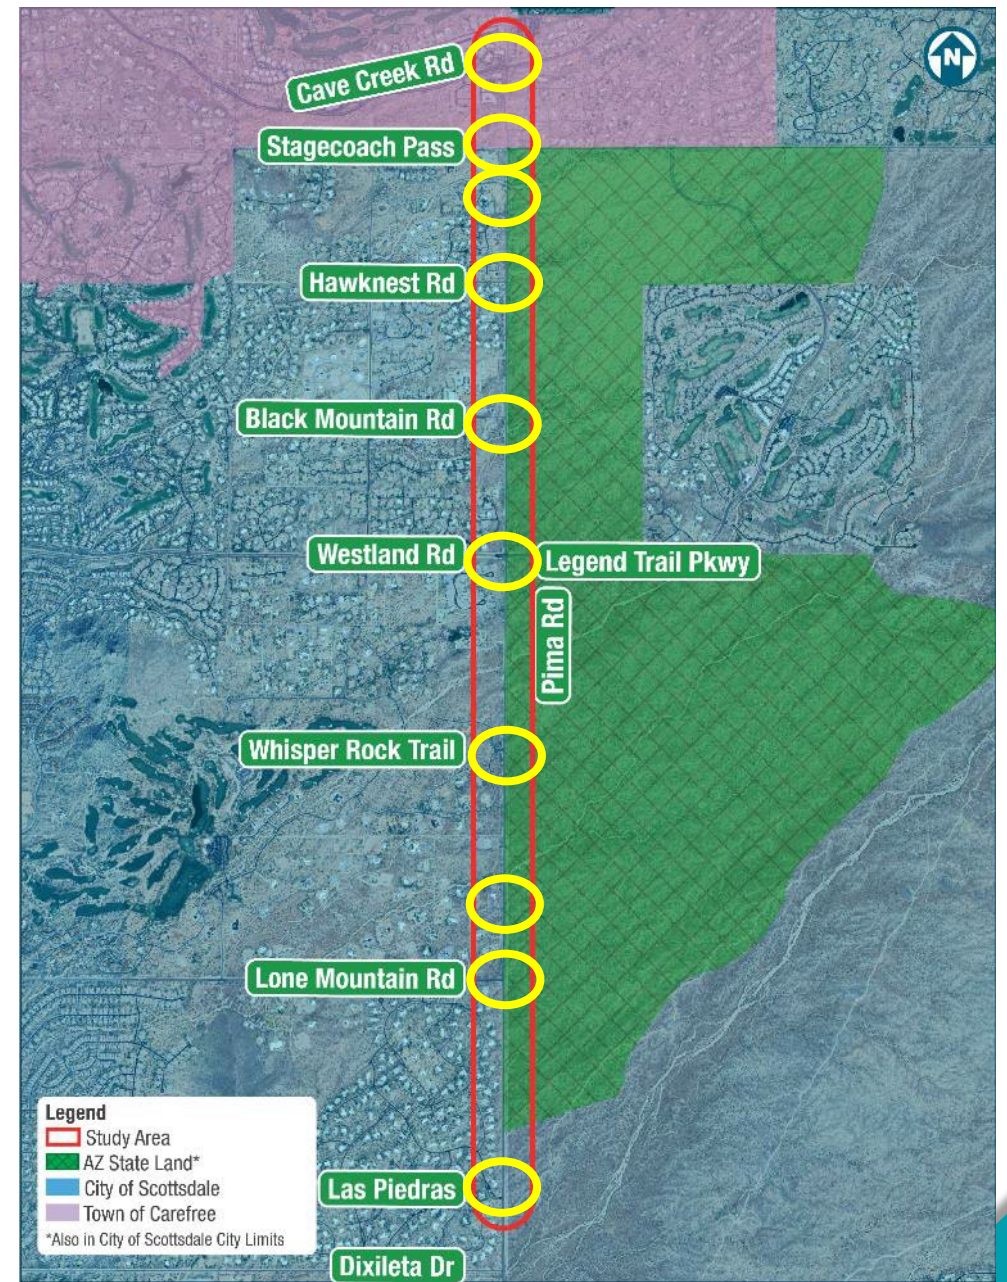 N
Cave Creek Rd
Stagecoach Pass
Hawknest Rd
Black Mountain Rd
Westland Rd
Legend Trail Pkwy
Pima Rd
Whisper Rock Trail
Lone Mountain Rd
Legend
Study Area
AZ State Land*
City of Scottsdale
Town of Carefree
*Also in City of Scottsdale City Limits
Las Piedras
Dixileta Dr